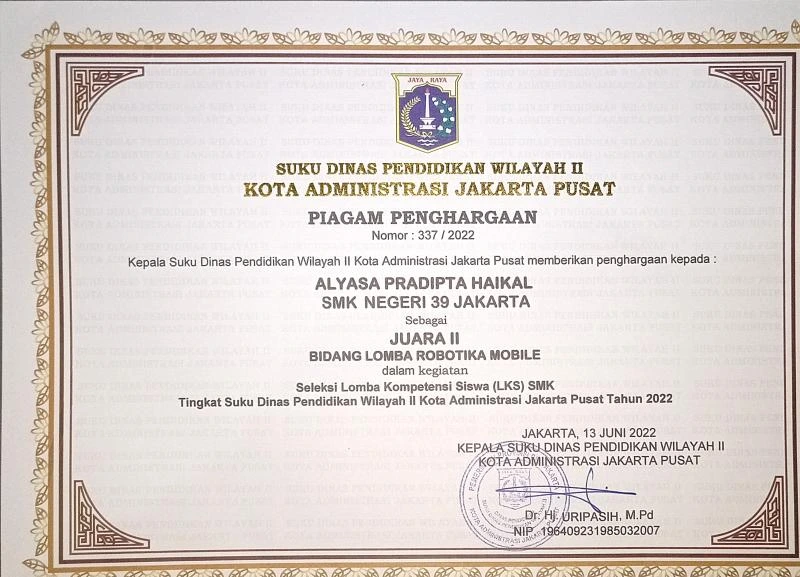 JAYA RAYA
SUKU DINAS PENDIDIKAN WILAYAH II
KOTA ADMINISTRASI JAKARTA PUSAT
PIAGAM PENGHARGAAN
Nomor : 337 / 2022
Kepala Suku Dinas Pendidikan Wilayah II Kota Administrasi Jakarta Pusat memberikan penghargaan kepada :
ALYASA PRADIPTA HAIKAL
SMK NEGERI 39 JAKARTA
Sebagai
JUARA II
BIDANG LOMBA ROBOTIKA MOBILE
dalam kegiatan
Seleksi Lomba Kompetensi Siswa (LKS) SMK
Tingkat Suku Dinas Pendidikan Wilayah II Kota Administrasi Jakarta Pusat Tahun 2022
JAKARTA, 13 JUNI 2022
KEPALA SUKU DINAS PENDIDIKAN WILAYAH II
KOTA ADMINISTRASI JAKARTA PUSAT
Dr. Hj. URIPASIH, M.Pd
NIP. 196409231985032007